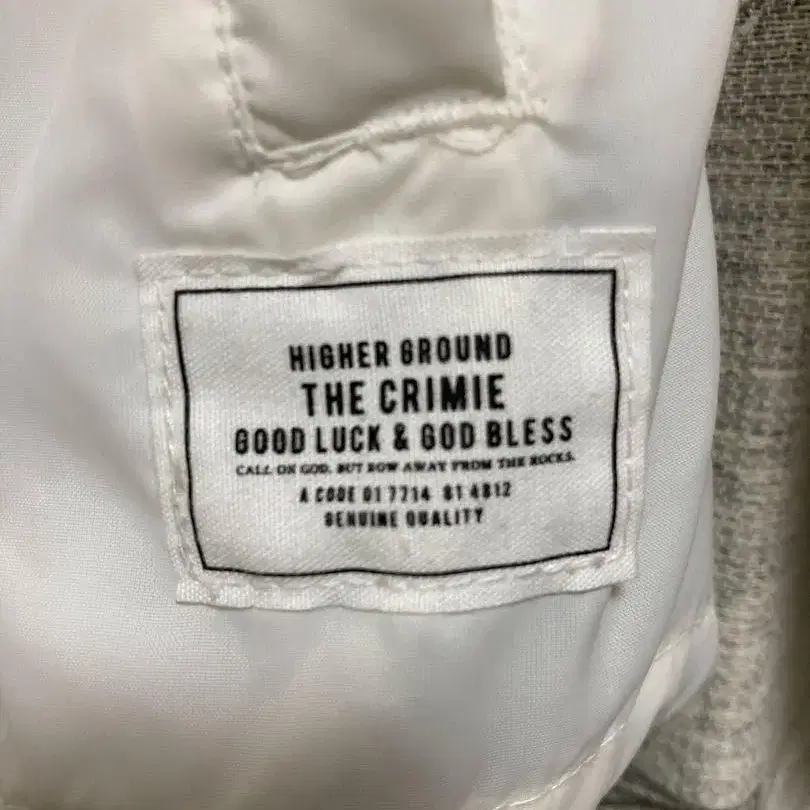 HIGHER GROUND
THE CRIMIE
GOOD LUCK & GOD BLESS
CALL ON GOD, BUT ROW AWAY FROM THE ROCKS.
A CODE 01 7714 81 4812
GENUINE QUALITY